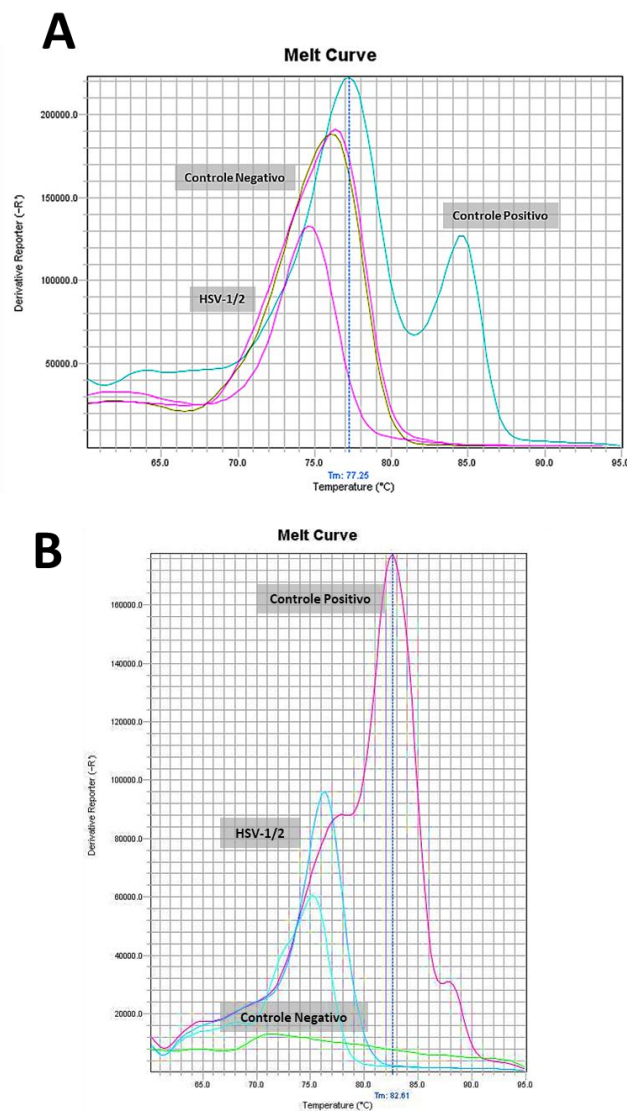 A
Melt Curve
200000.0
150000.0
100000.0
50000.0
Derivative Reporter (-R')
Controle Negativo
Controle Positivo
HSV-1/2
65.0 70.0 75.0 80.0 85.0 90.0 95.0
Tm: 77.25
Temperature (°C)
B
Melt Curve
160000.0
140000.0
120000.0
100000.0
80000.0
60000.0
40000.0
20000.0
Derivative Reporter (-R')
Controle Positivo
HSV-1/2
Controle Negativo
65.0 70.0 75.0 80.0 85.0 90.0 95.0
Tm: 82.61
Temperature (°C)